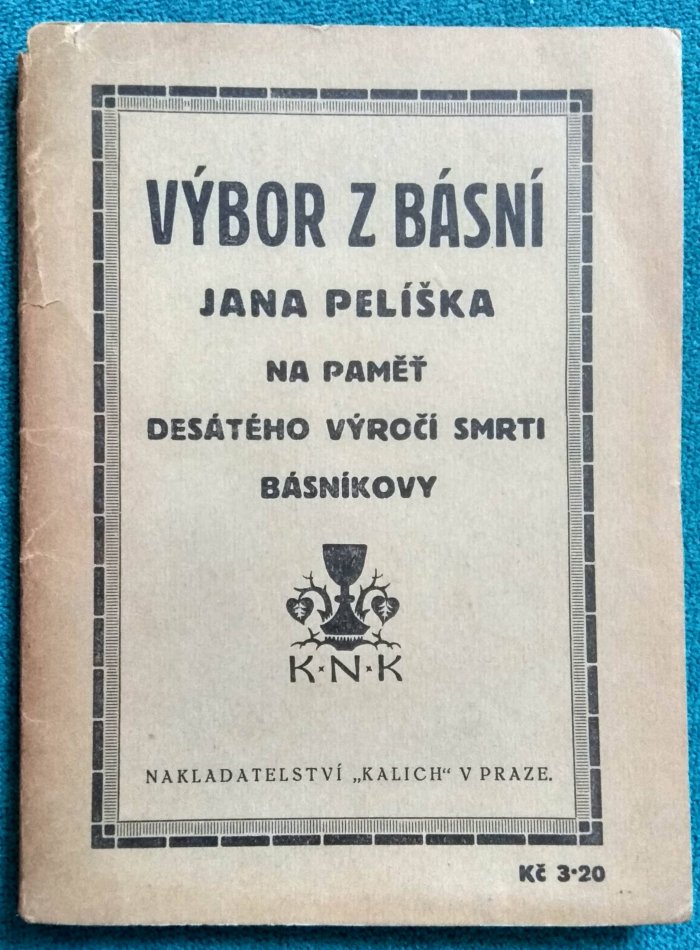 VÝBOR Z BÁSNÍ
JANA PELÍŠKA
NA PAMĚŤ
DESÁTÉHO VÝROČÍ SMRTI
BÁSNÍKOVY
K·N·K
NAKLADATELSTVÍ „KALICH“ V PRAZE.
Kč 3·20